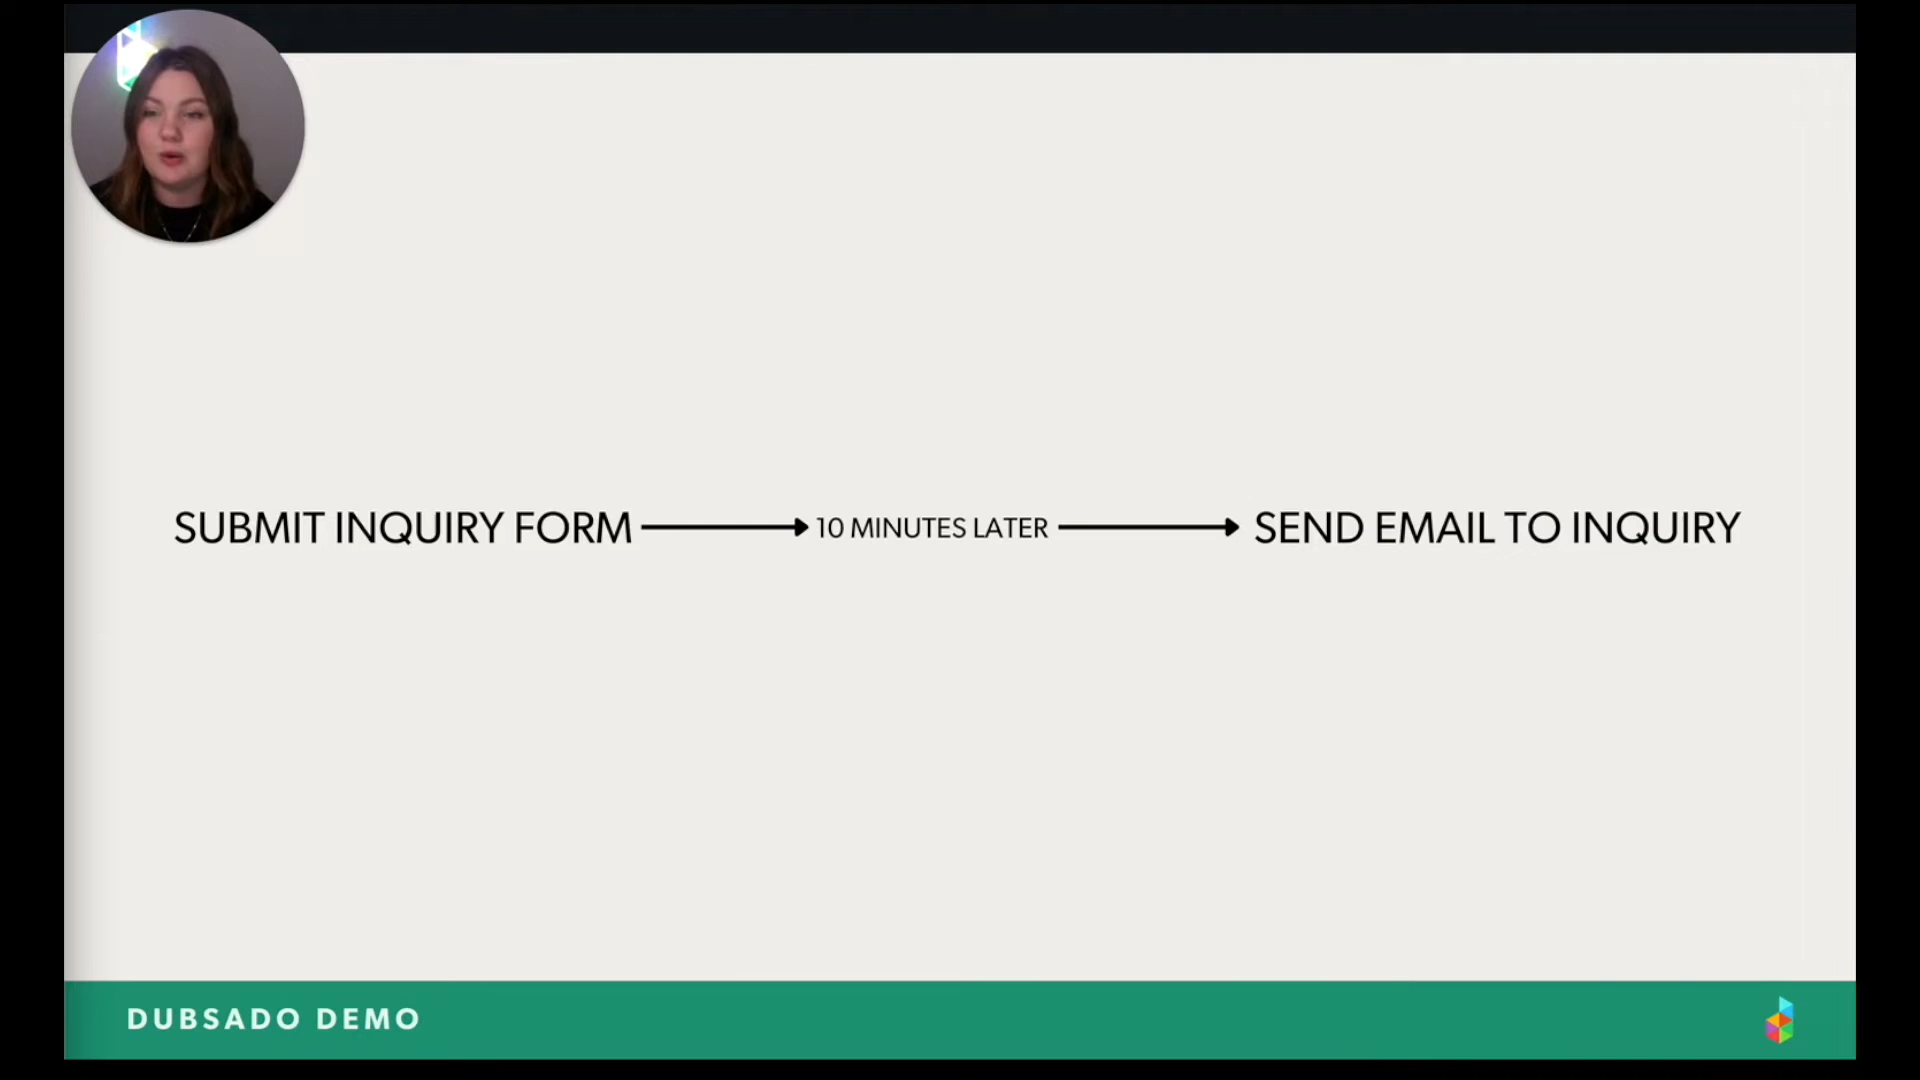 SUBMIT INQUIRY FORM
10 MINUTES LATER
SEND EMAIL TO INQUIRY
DUBSADO DEMO